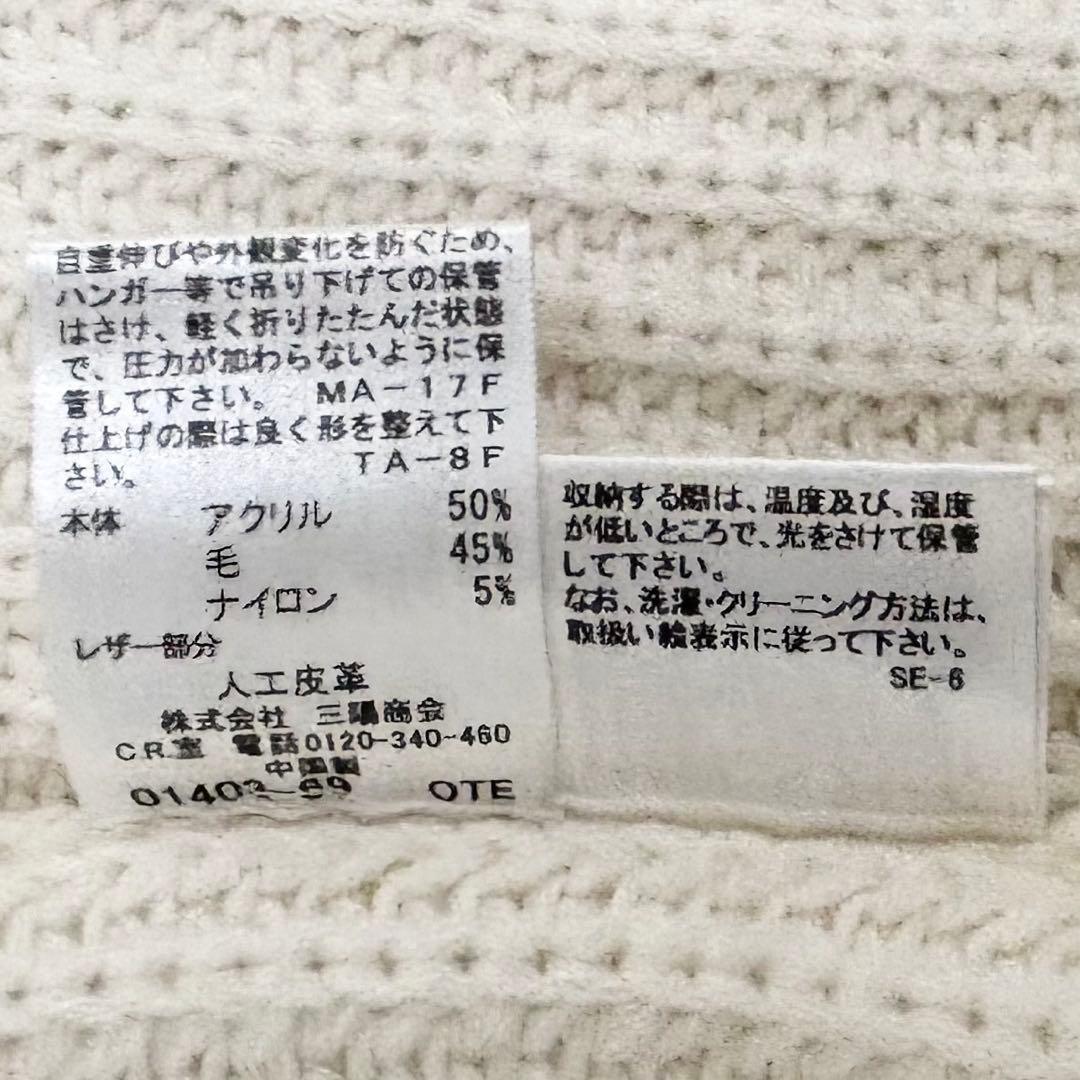 自重伸びや外観変化を防ぐため、
ハンガー等で吊り下げての保管
はさけ、軽く折りたたんだ状態
で、圧力が加わらないように保
管して下さい。 MA-17F
仕上げの際は良く形を整えて下
さい。 TA-8F
本体 アクリル 50%
毛 45%
ナイロン 5%
レザー部分
人工皮革
株式会社 三陽商会
C.R.室 電話0120-340-460
中国製
OTE
収納する際は、温度及び、湿度
が低いところで、光をさけて保管
して下さい。
なお、洗濯・クリーニング方法は、
取扱い絵表示に従って下さい。
SE-6